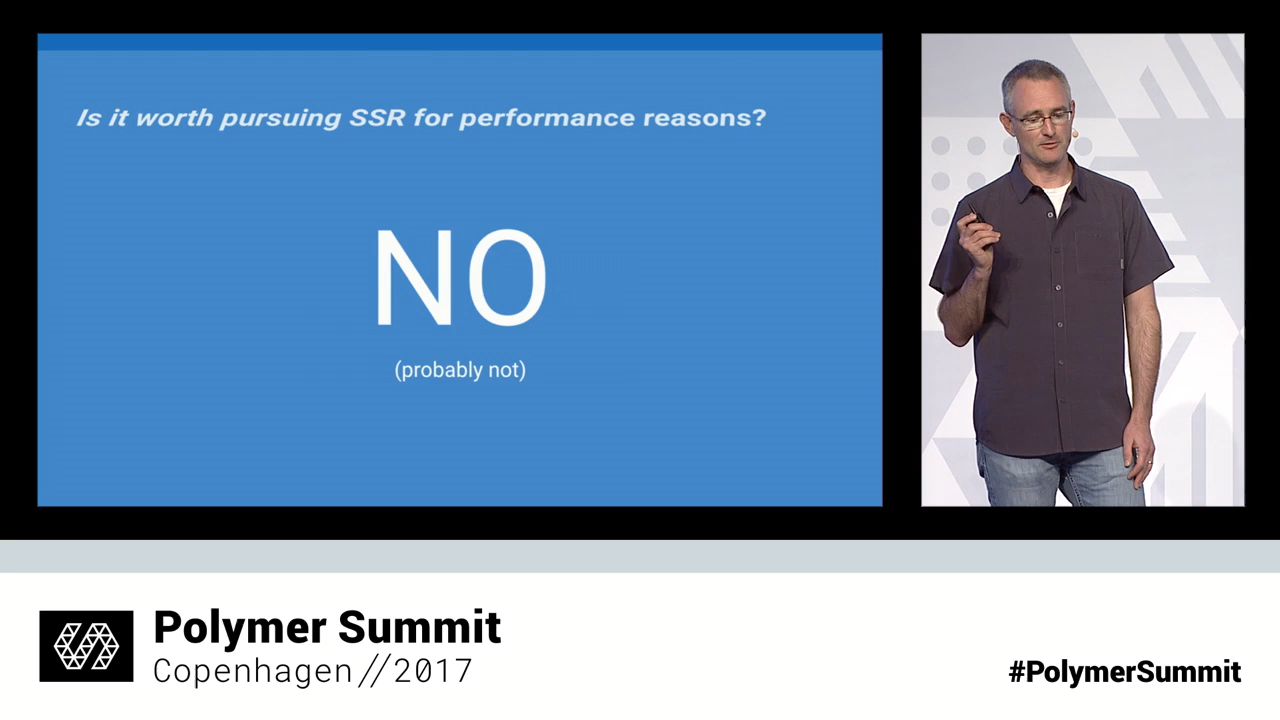 Is it worth pursuing SSR for performance reasons?
NO
(probably not)
Polymer Summit
Copenhagen//2017
#PolymerSummit